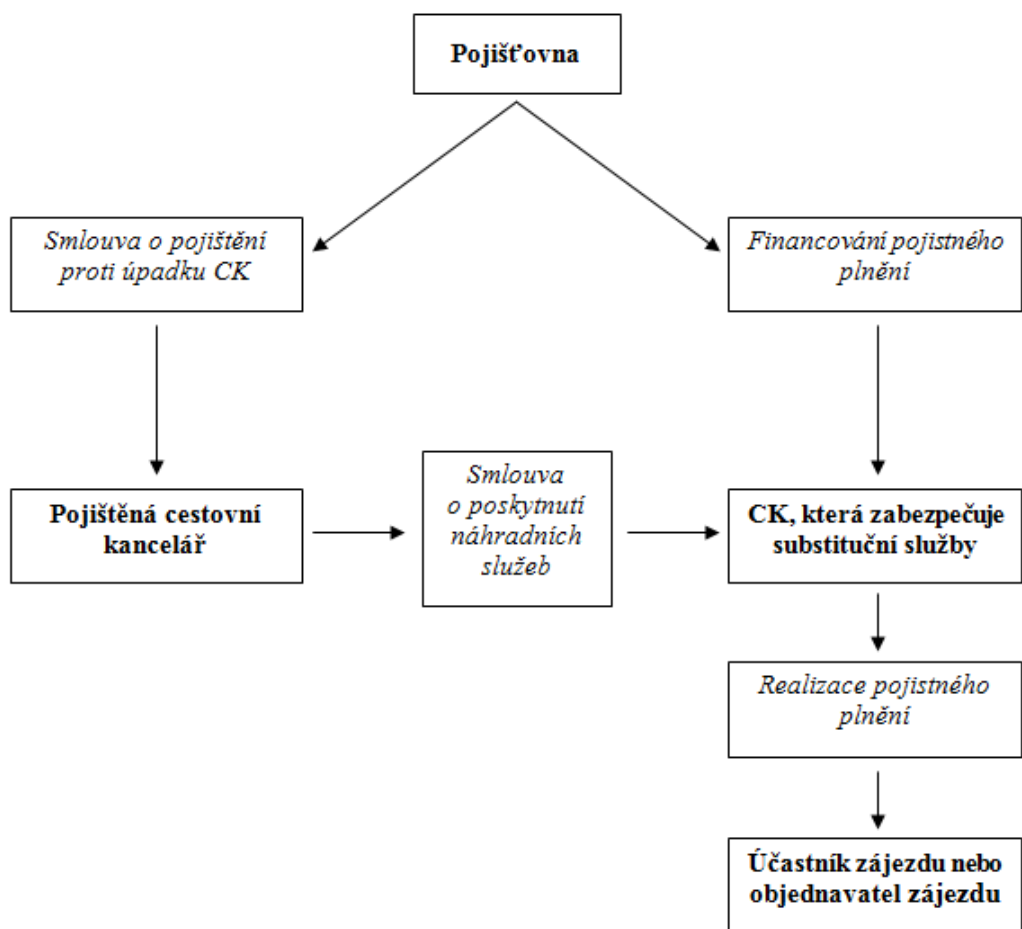 Pojišťovna
Smlouva o pojištění
proti úpadku CK
Financování pojistného
plnění
Pojištěná cestovní
kancelář
Smlouva
o poskytnutí
náhradních
služeb
CK, která zabezpečuje
substituční služby
Realizace pojistného
plnění
Účastník zájezdu nebo
objednavatel zájezdu